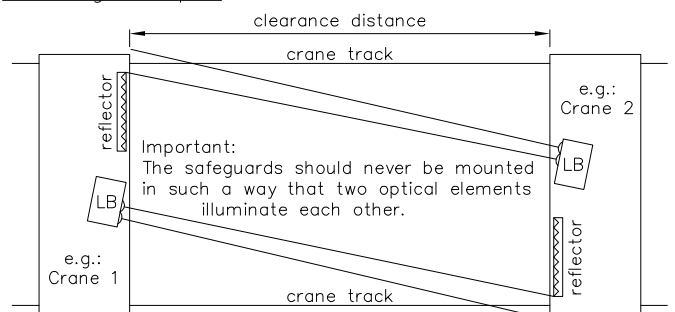 clearance distance
crane track
reflector
e.g.:
Crane 2
LB
Important:
The safeguards should never be mounted
in such a way that two optical elements
illuminate each other.
LB
e.g.:
Crane 1
reflector
crane track